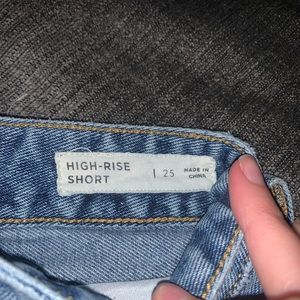 HIGH-RISE
SHORT
| 25
MADE IN
CHINA